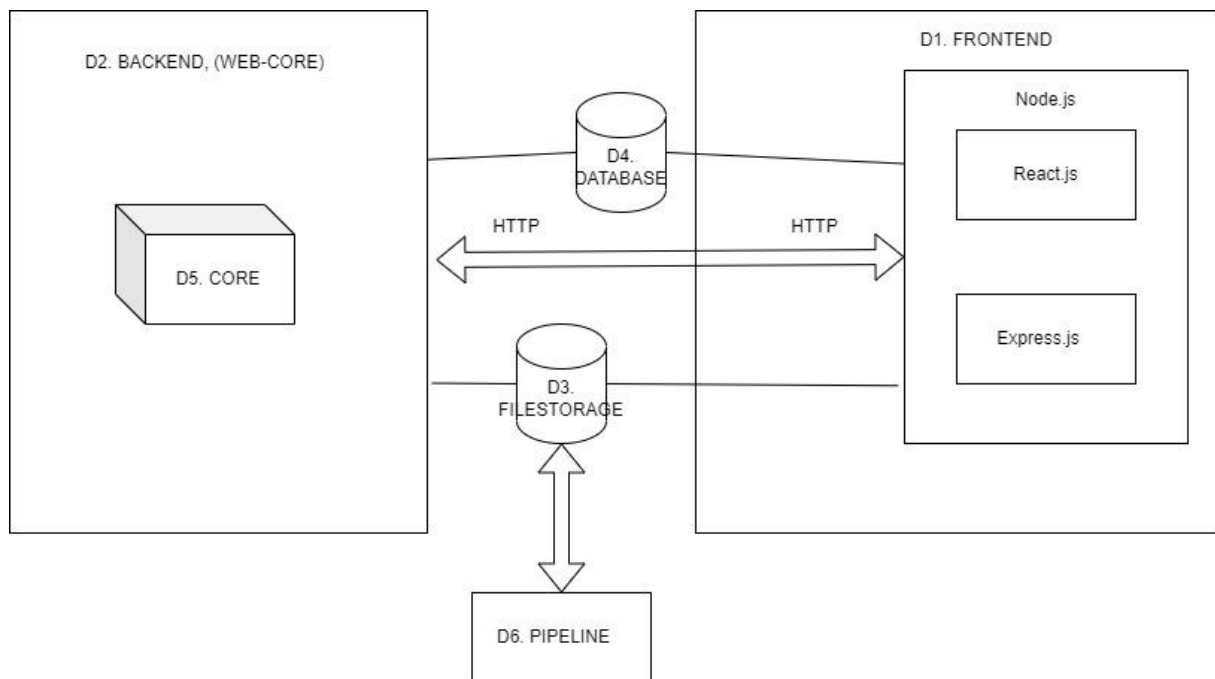 D1. FRONTEND
D2. BACKEND, (WEB-CORE)
Node.js
D4.
DATABASE
React.js
HTTP
HTTP
D5. CORE
Express.js
D3.
FILESTORAGE
D6. PIPELINE